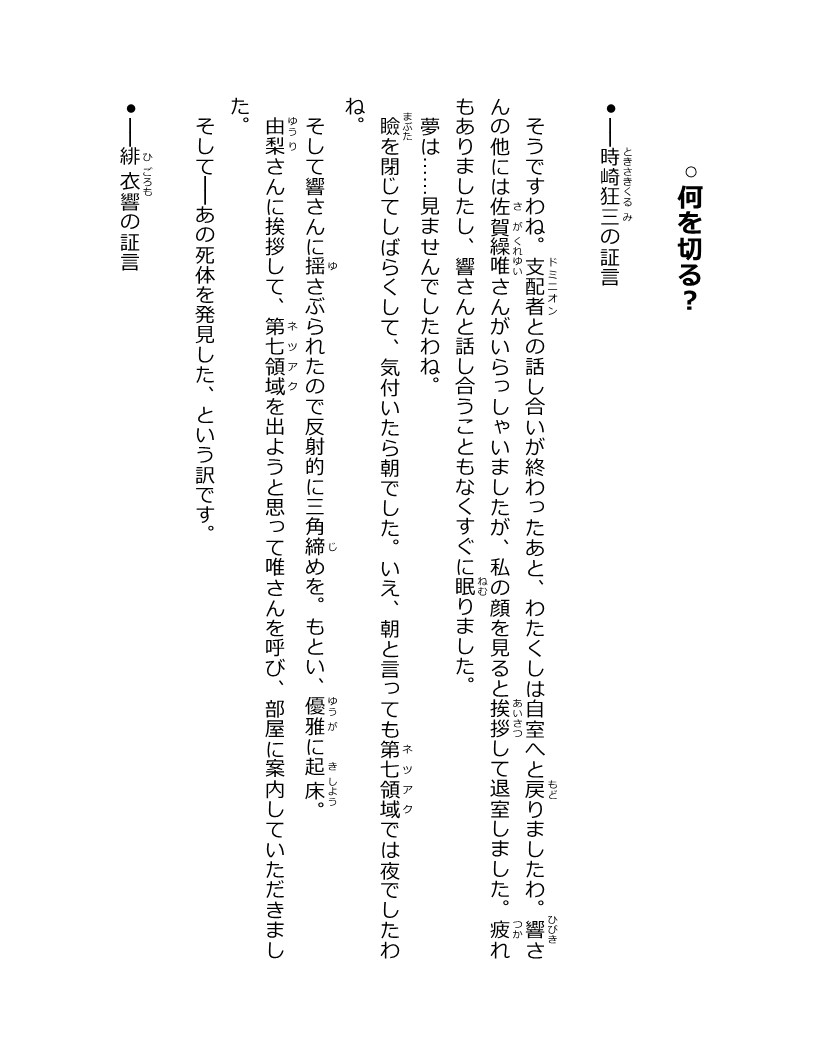 ○何を切る？
●――時崎狂三の証言
そうですわね。支配者との話し合いが終わったあと、わたくしは自室へと戻りましたわ。響さ
んの他には佐賀繰唯さんがいらっしゃいましたが、私の顔を見ると挨拶して退室しました。疲れ
もありましたし、響さんと話し合うこともなくすぐに眠りました。
夢は……見ませんでしたわね。
瞼を閉じてしばらくして、気付いたら朝でした。いえ、朝と言っても第七領域では夜でしたわ
ね。
そして響さんに揺さぶられたので反射的に三角締めを。もとい、優雅に起床。
由梨さんに挨拶して、第七領域を出ようと思って唯さんを呼び、部屋に案内していただきまし
た。
そして――あの死体を発見した、という訳です。
●――緋衣響の証言